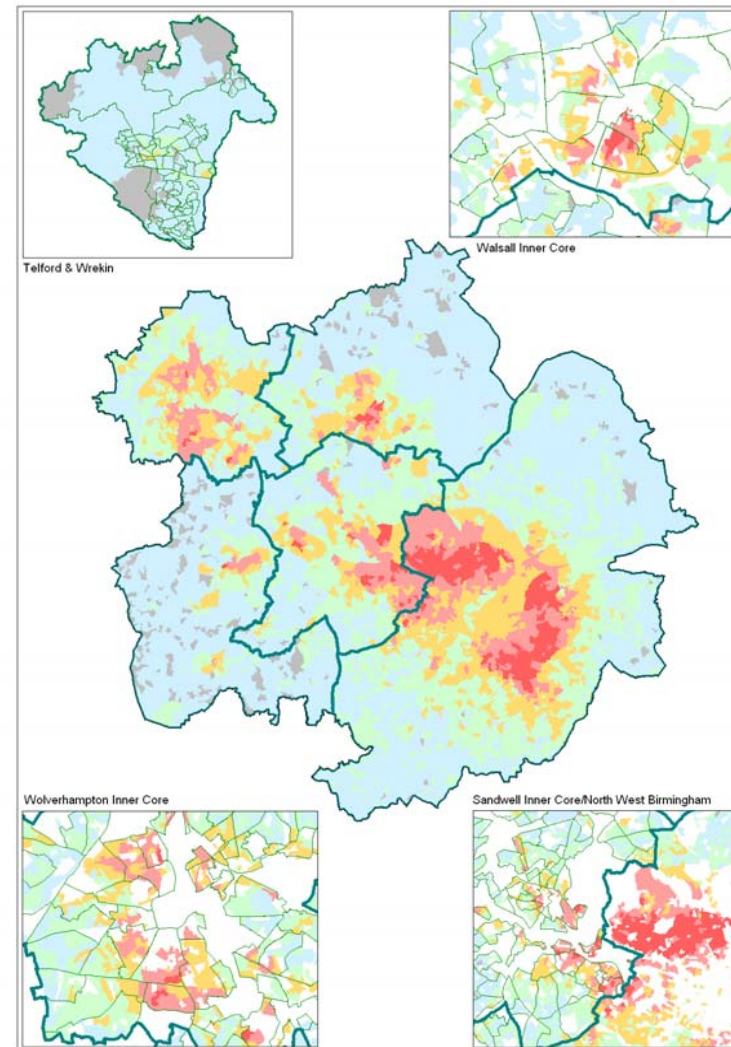 Telford & Wrekin
Walsall Inner Core
Wolverhampton Inner Core
Sandwell Inner Core/North West Birmingham